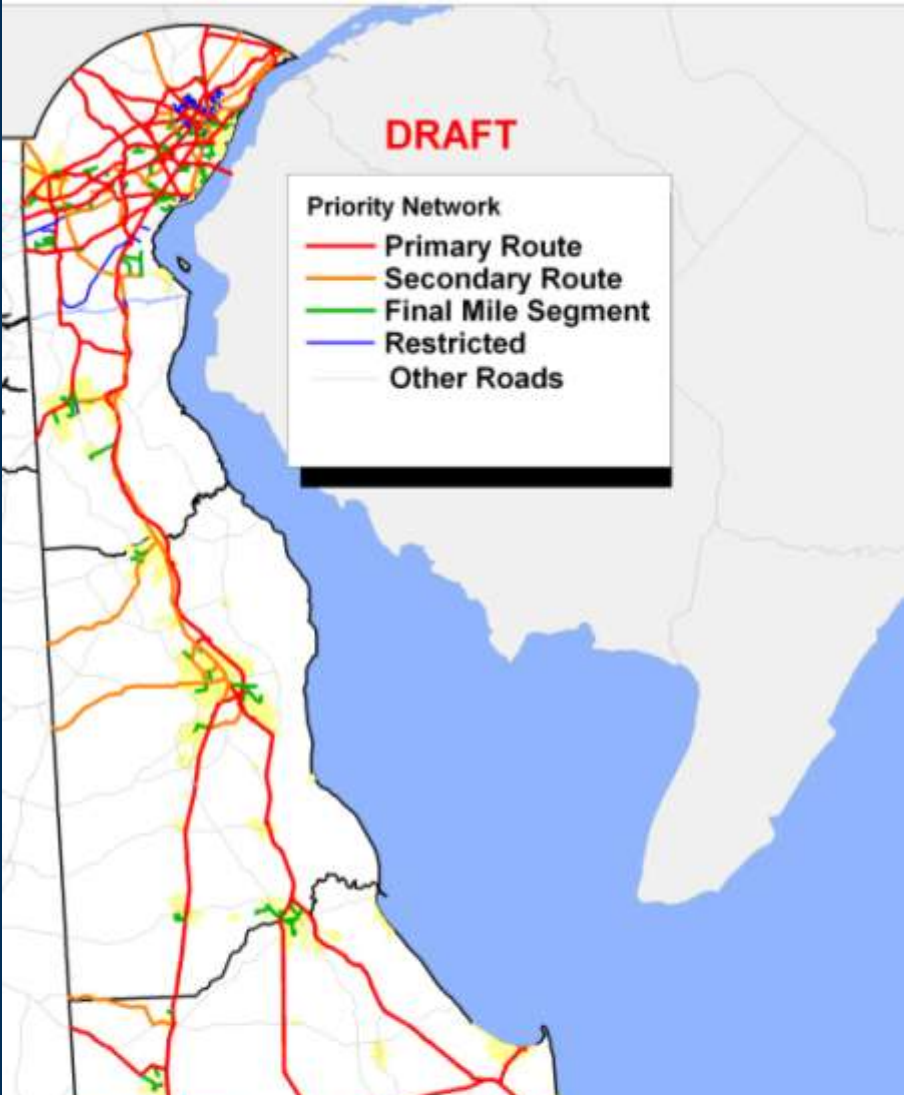 DRAFT
Priority Network
Primary Route
Secondary Route
Final Mile Segment
Restricted
Other Roads